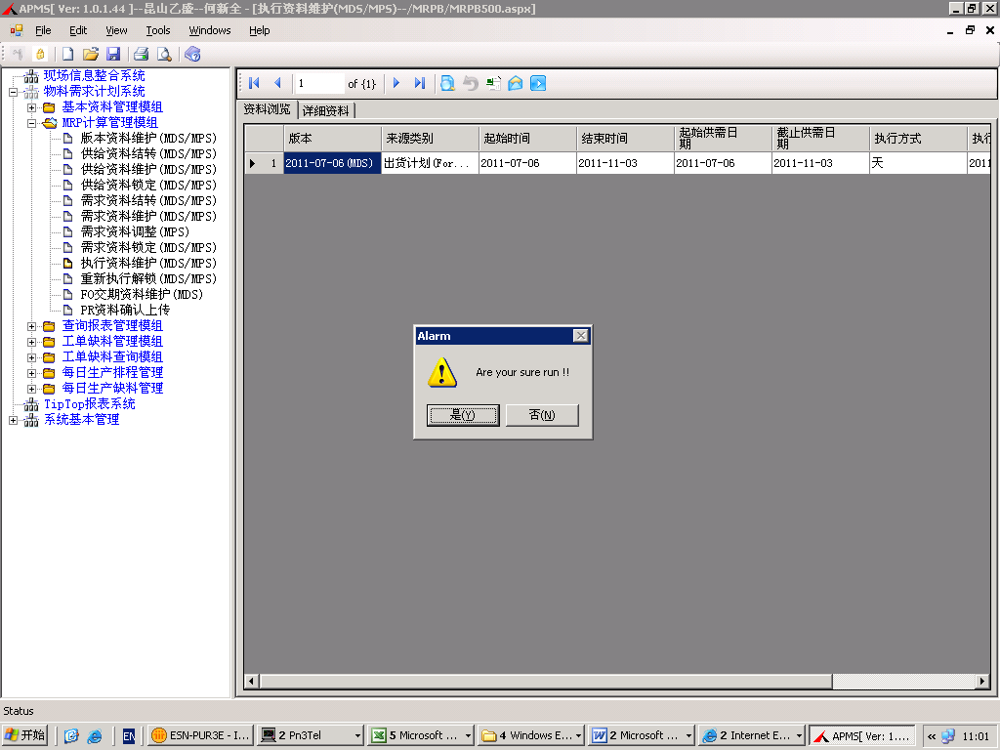 APMS[ Ver: 1.0.1.44 ]--昆山乙盛--何新全 - [执行资料维护(MDS/MPS)--/MRPB/MRPB500.aspx]
File Edit View Tools Windows Help
现场信息整合系统
物料需求计划系统
基本资料管理模组
MRP计算管理模组
版本资料维护(MDS/MPS)
供给资料结转(MDS/MPS)
供给资料维护(MDS/MPS)
供给资料锁定(MDS/MPS)
需求资料结转(MDS/MPS)
需求资料维护(MDS/MPS)
需求资料调整(MPS)
需求资料锁定(MDS/MPS)
执行资料维护(MDS/MPS)
重新执行解锁(MDS/MPS)
FO交期资料维护(MDS)
PR资料确认上传
查询报表管理模组
工单缺料管理模组
工单缺料查询模组
每日生产排程管理
每日生产缺料管理
TipTop报表系统
系统基本管理
1 of {1}
资料浏览 详细资料
版本 来源类别 起始时间 结束时间 起始供需日期 截止供需日期 执行方式 执行
1 2011-07-06(MDS) 出货计划(For... 2011-07-06 2011-11-03 2011-07-06 2011-11-03 天 2011
Alarm
Are your sure run !!
是(Y) 否(N)
Status
开始 EN ESN-PUR3E - I... 2 Pn3Tel 5 Microsoft ... 4 Windows E... 2 Microsoft ... 2 Internet E... APMS[ Ver: 1.... « 11:01